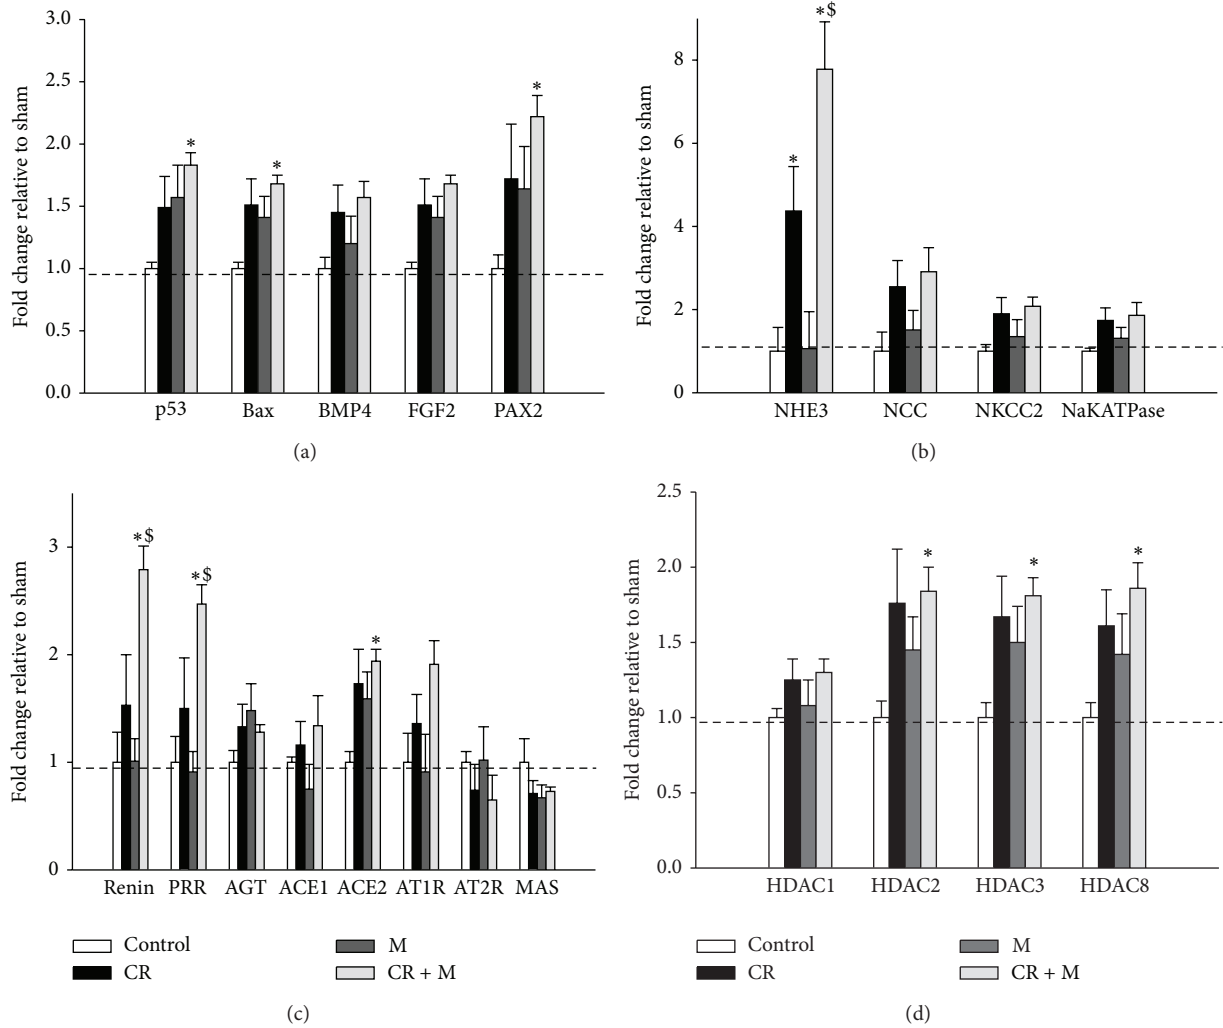 3.0
2.5
2.0
1.5
1.0
0.5
0.0
Fold change relative to sham
*
*
*
p53 Bax BMP4 FGF2 PAX2
(a)
8
6
4
2
0
Fold change relative to sham
*
*$
NHE3 NCC NKCC2 NaKATPase
(b)
3
2
1
0
Fold change relative to sham
*$
*$
*
Renin PRR AGT ACE1 ACE2 AT1R AT2R MAS
Control M
CR CR + M
(c)
2.5
2.0
1.5
1.0
0.5
0.0
Fold change relative to sham
*
*
*
HDAC1 HDAC2 HDAC3 HDAC8
Control M
CR CR + M
(d)